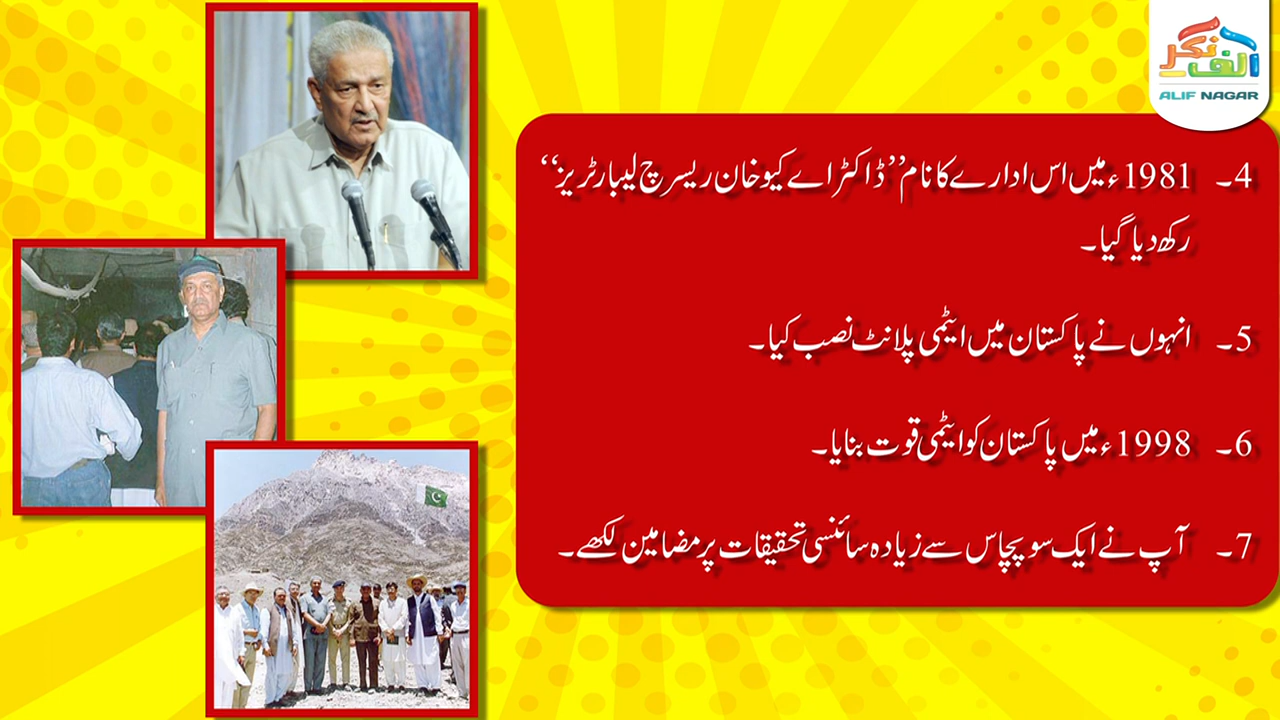 الف نگر
ALIF NAGAR
4۔ 1981ء میں اس ادارے کا نام ”ڈاکٹر اے کیو خان ریسرچ لیبارٹریز“
رکھ دیا گیا۔
5۔ انہوں نے پاکستان میں ایٹمی پلانٹ نصب کیا۔
6۔ 1998ء میں پاکستان کو ایٹمی قوت بنایا۔
7۔ آپ نے ایک سو پچاس سے زیادہ سائنسی تحقیقات پر مضامین لکھے۔